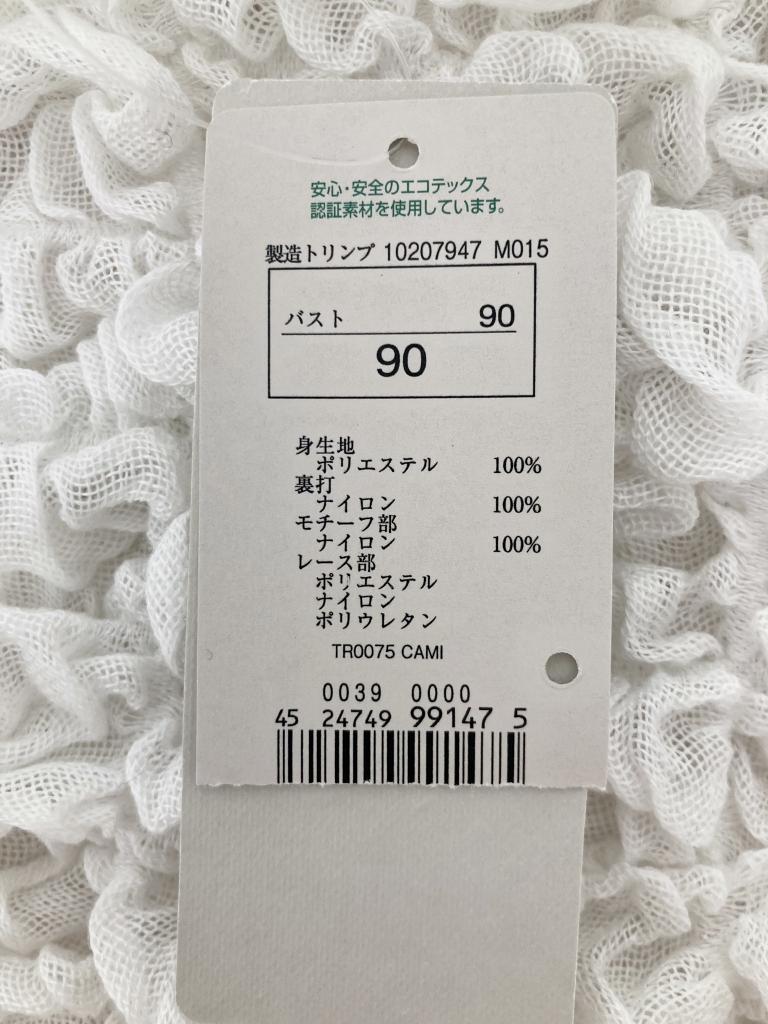 安心・安全のエコテックス
認証素材を使用しています。
製造トリンプ 10207947 M015
バスト 90
90
身生地
ポリエステル 100%
裏打
ナイロン 100%
モチーフ部
ナイロン 100%
レース部
ポリエステル
ナイロン
ポリウレタン
TR0075 CAMI
0039 0000
45 24749 99147 5